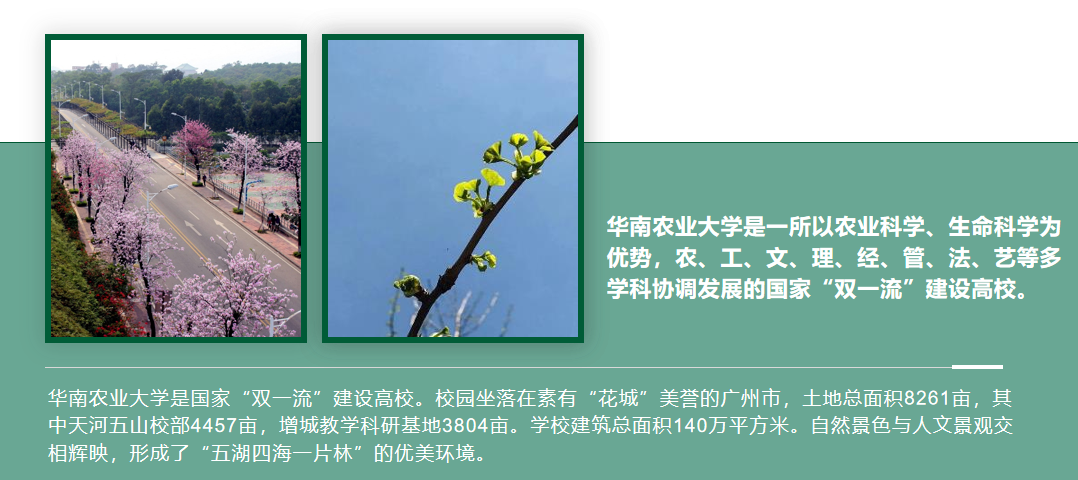 华南农业大学是一所以农业科学、生命科学为
优势，农、工、文、理、经、管、法、艺等多
学科协调发展的国家“双一流”建设高校。
华南农业大学是国家“双一流”建设高校。校园坐落在素有“花城”美誉的广州市，土地总面积8261亩，其
中天河五山校部4457亩，增城教学科研基地3804亩。学校建筑总面积140万平方米。自然景色与人文景观交
相辉映，形成了“五湖四海一片林”的优美环境。